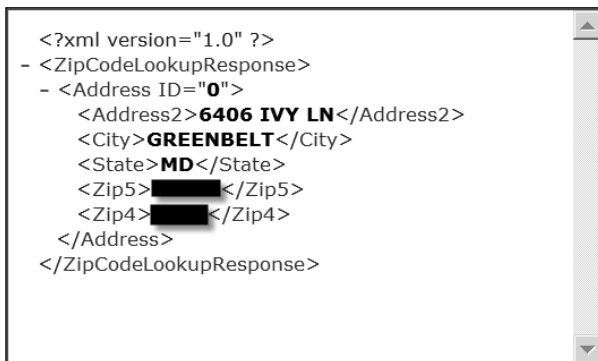 <?xml version="1.0" ?>
- <ZipCodeLookupResponse>
- <Address ID="0">
<Address2>6406 IVY LN</Address2>
<City>GREENBELT</City>
<State>MD</State>
<Zip5></Zip5>
<Zip4></Zip4>
</Address>
</ZipCodeLookupResponse>